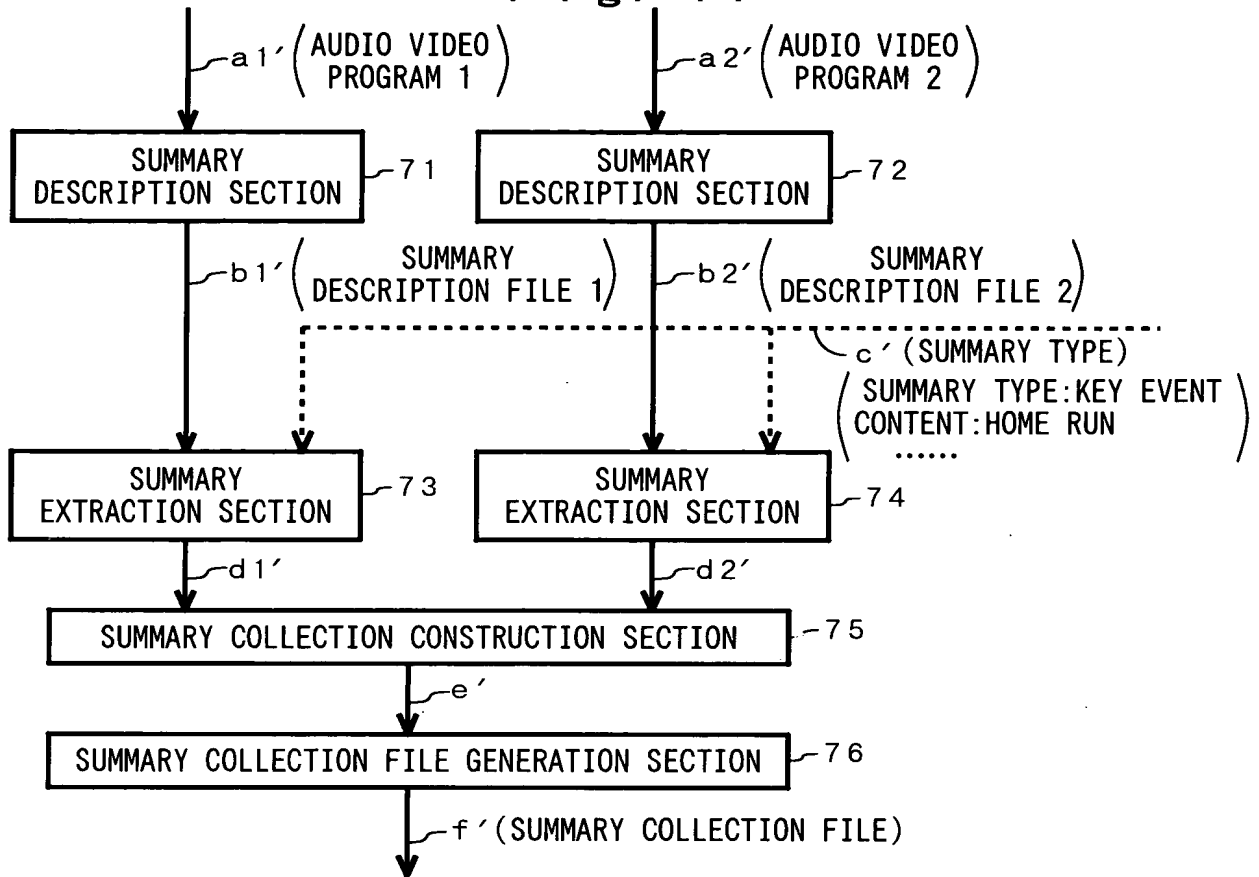 a1′ (AUDIO VIDEO PROGRAM 1)
a2′ (AUDIO VIDEO PROGRAM 2)
SUMMARY
DESCRIPTION SECTION
71
SUMMARY
DESCRIPTION SECTION
72
b1′ (SUMMARY DESCRIPTION FILE 1)
b2′ (SUMMARY DESCRIPTION FILE 2)
c′ (SUMMARY TYPE)
(SUMMARY TYPE:KEY EVENT
CONTENT:HOME RUN
......)
SUMMARY
EXTRACTION SECTION
73
SUMMARY
EXTRACTION SECTION
74
d1′
d2′
SUMMARY COLLECTION CONSTRUCTION SECTION
75
e′
SUMMARY COLLECTION FILE GENERATION SECTION
76
f′ (SUMMARY COLLECTION FILE)